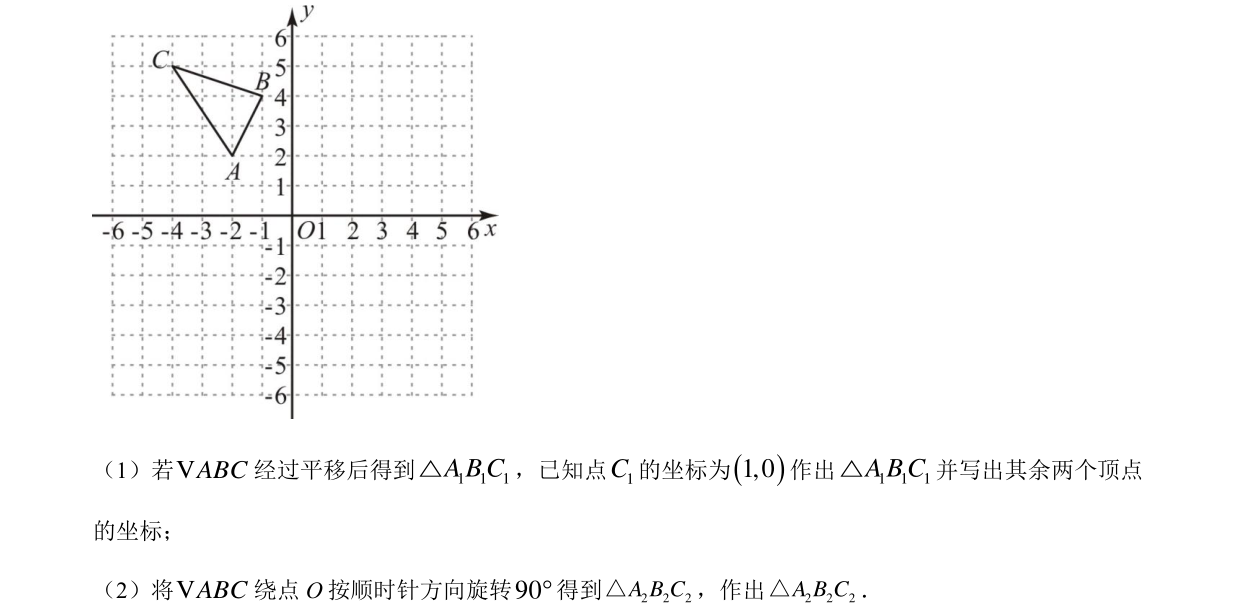 y
6
C
5
B
4
3
2
A
1
-6 -5 -4 -3 -2 -1 O 1 2 3 4 5 6 x
-1
-2
-3
-4
-5
-6
（1）若VABC 经过平移后得到△A₁B₁C₁，已知点C₁的坐标为(1,0)作出△A₁B₁C₁并写出其余两个顶点
的坐标；
（2）将VABC 绕点 O 按顺时针方向旋转90°得到△A₂B₂C₂，作出△A₂B₂C₂．